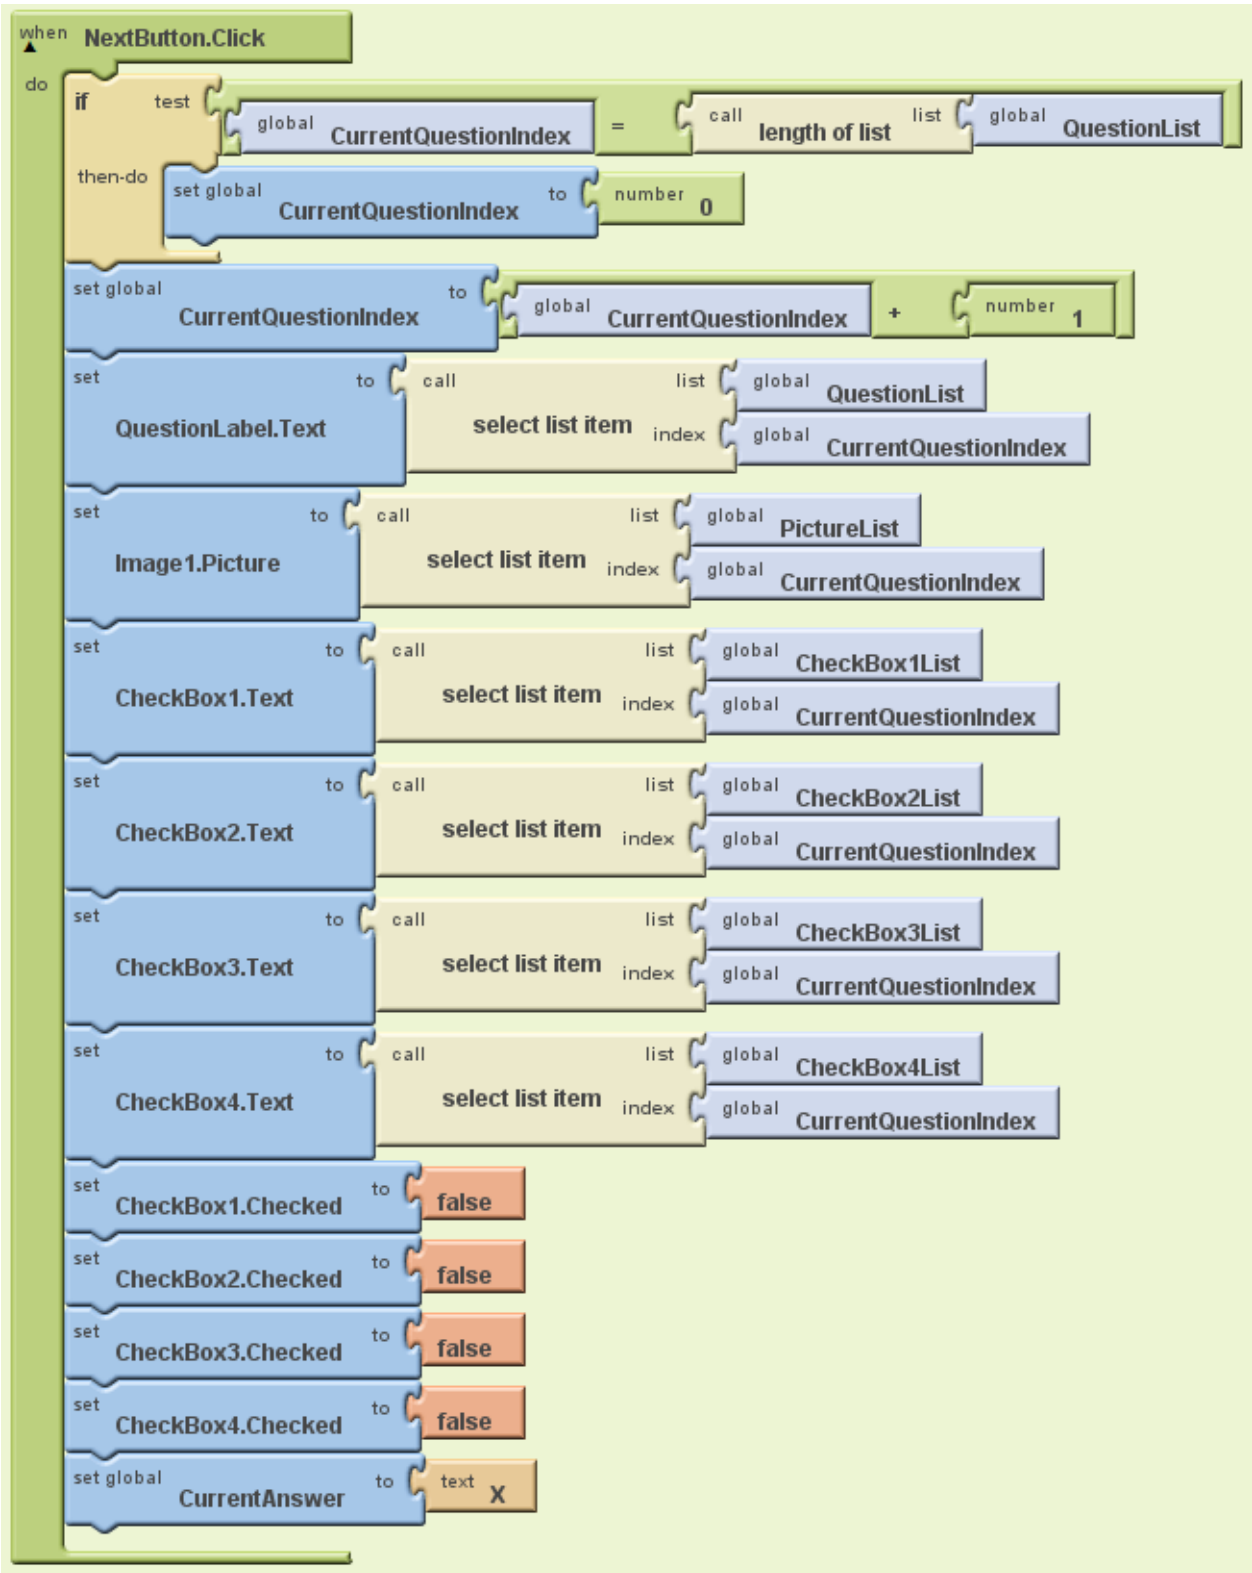 when NextButton.Click
do if test global CurrentQuestionIndex = call length of list list global QuestionList
then-do set global CurrentQuestionIndex to number 0
set global CurrentQuestionIndex to global CurrentQuestionIndex + number 1
set QuestionLabel.Text to call select list item list global QuestionList
index global CurrentQuestionIndex
set Image1.Picture to call select list item list global PictureList
index global CurrentQuestionIndex
set CheckBox1.Text to call select list item list global CheckBox1List
index global CurrentQuestionIndex
set CheckBox2.Text to call select list item list global CheckBox2List
index global CurrentQuestionIndex
set CheckBox3.Text to call select list item list global CheckBox3List
index global CurrentQuestionIndex
set CheckBox4.Text to call select list item list global CheckBox4List
index global CurrentQuestionIndex
set CheckBox1.Checked to false
set CheckBox2.Checked to false
set CheckBox3.Checked to false
set CheckBox4.Checked to false
set global CurrentAnswer to text X